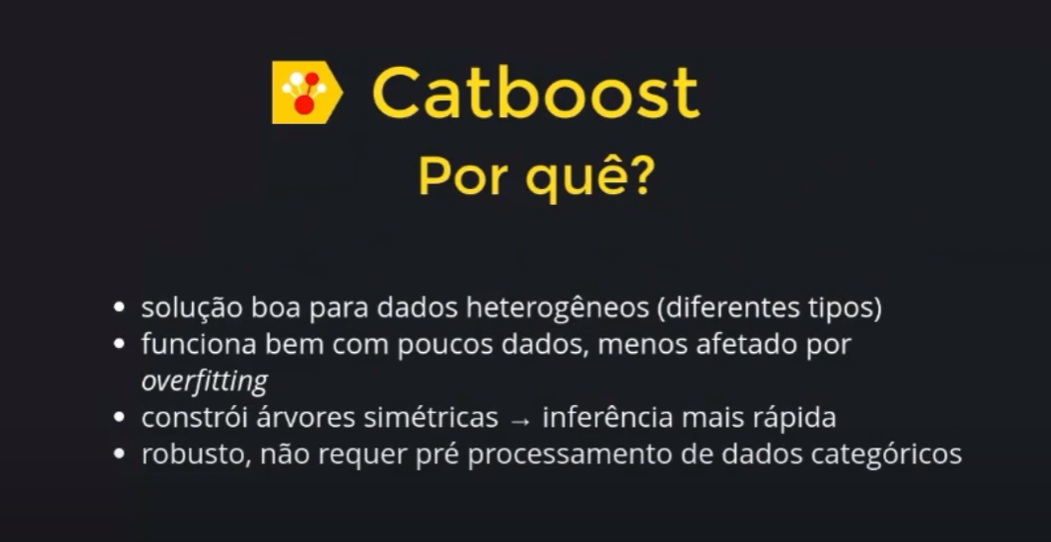 Catboost
Por quê?
• solução boa para dados heterogêneos (diferentes tipos)
• funciona bem com poucos dados, menos afetado por
overfitting
• constrói árvores simétricas → inferência mais rápida
• robusto, não requer pré processamento de dados categóricos